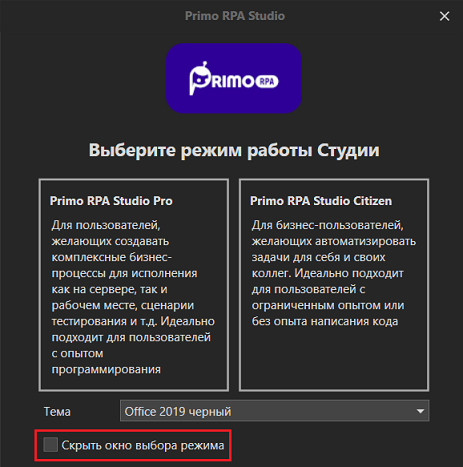 Primo RPA Studio
PRIMO RPA
Выберите режим работы Студии
Primo RPA Studio Pro
Для пользователей,
желающих создавать
комплексные бизнес-
процессы для исполнения
как на сервере, так и
рабочем месте, сценарии
тестирования и т.д. Идеально
подходит для пользователей
с опытом
программирования
Primo RPA Studio Citizen
Для бизнес-пользователей,
желающих автоматизировать
задачи для себя и своих
коллег. Идеально подходит
для пользователей с
ограниченным опытом или
без опыта написания кода
Тема
Office 2019 черный
Скрыть окно выбора режима